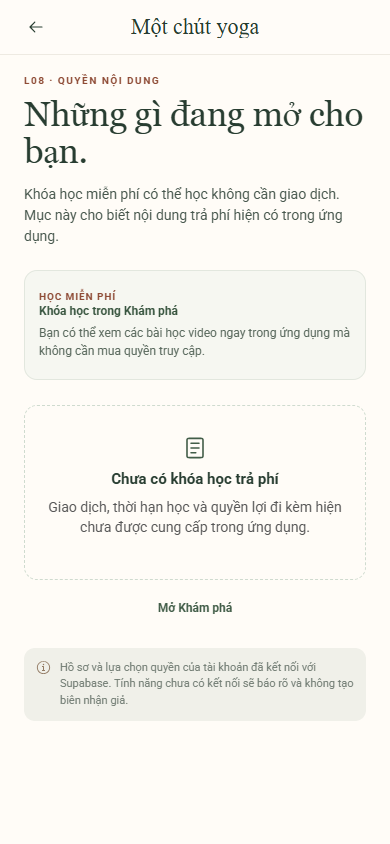 Một chút yoga
L08 · QUYỀN NỘI DUNG
Những gì đang mở cho
bạn.
Khóa học miễn phí có thể học không cần giao dịch.
Mục này cho biết nội dung trả phí hiện có trong ứng
dụng.
HỌC MIỄN PHÍ
Khóa học trong Khám phá
Bạn có thể xem các bài học video ngay trong ứng dụng mà
không cần mua quyền truy cập.
Chưa có khóa học trả phí
Giao dịch, thời hạn học và quyền lợi đi kèm hiện
chưa được cung cấp trong ứng dụng.
Mở Khám phá
Hồ sơ và lựa chọn quyền của tài khoản đã kết nối với
Supabase. Tính năng chưa có kết nối sẽ báo rõ và không tạo
biên nhận giả.